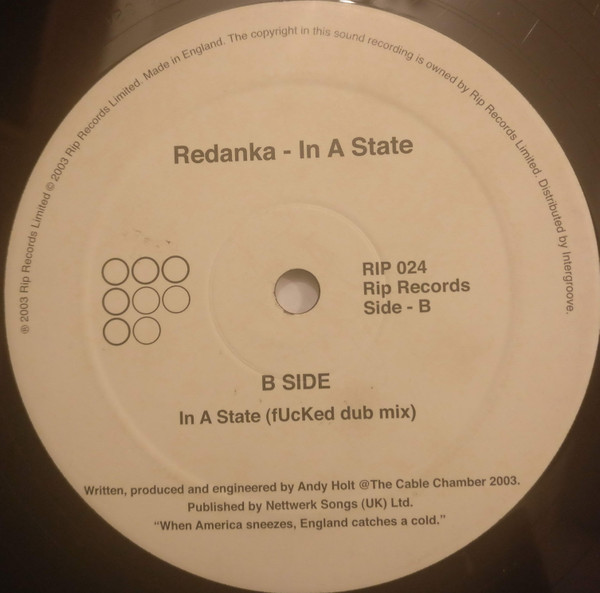 ℗ 2003 Rip Records Limited © 2003 Rip Records Limited. Made in England. The copyright in this sound recording is owned by Rip Records Limited. Distributed by Intergroove.
Redanka - In A State
RIP 024
Rip Records
Side - B
B SIDE
In A State (fUcKed dub mix)
Written, produced and engineered by Andy Holt @The Cable Chamber 2003.
Published by Nettwerk Songs (UK) Ltd.
“When America sneezes, England catches a cold.”